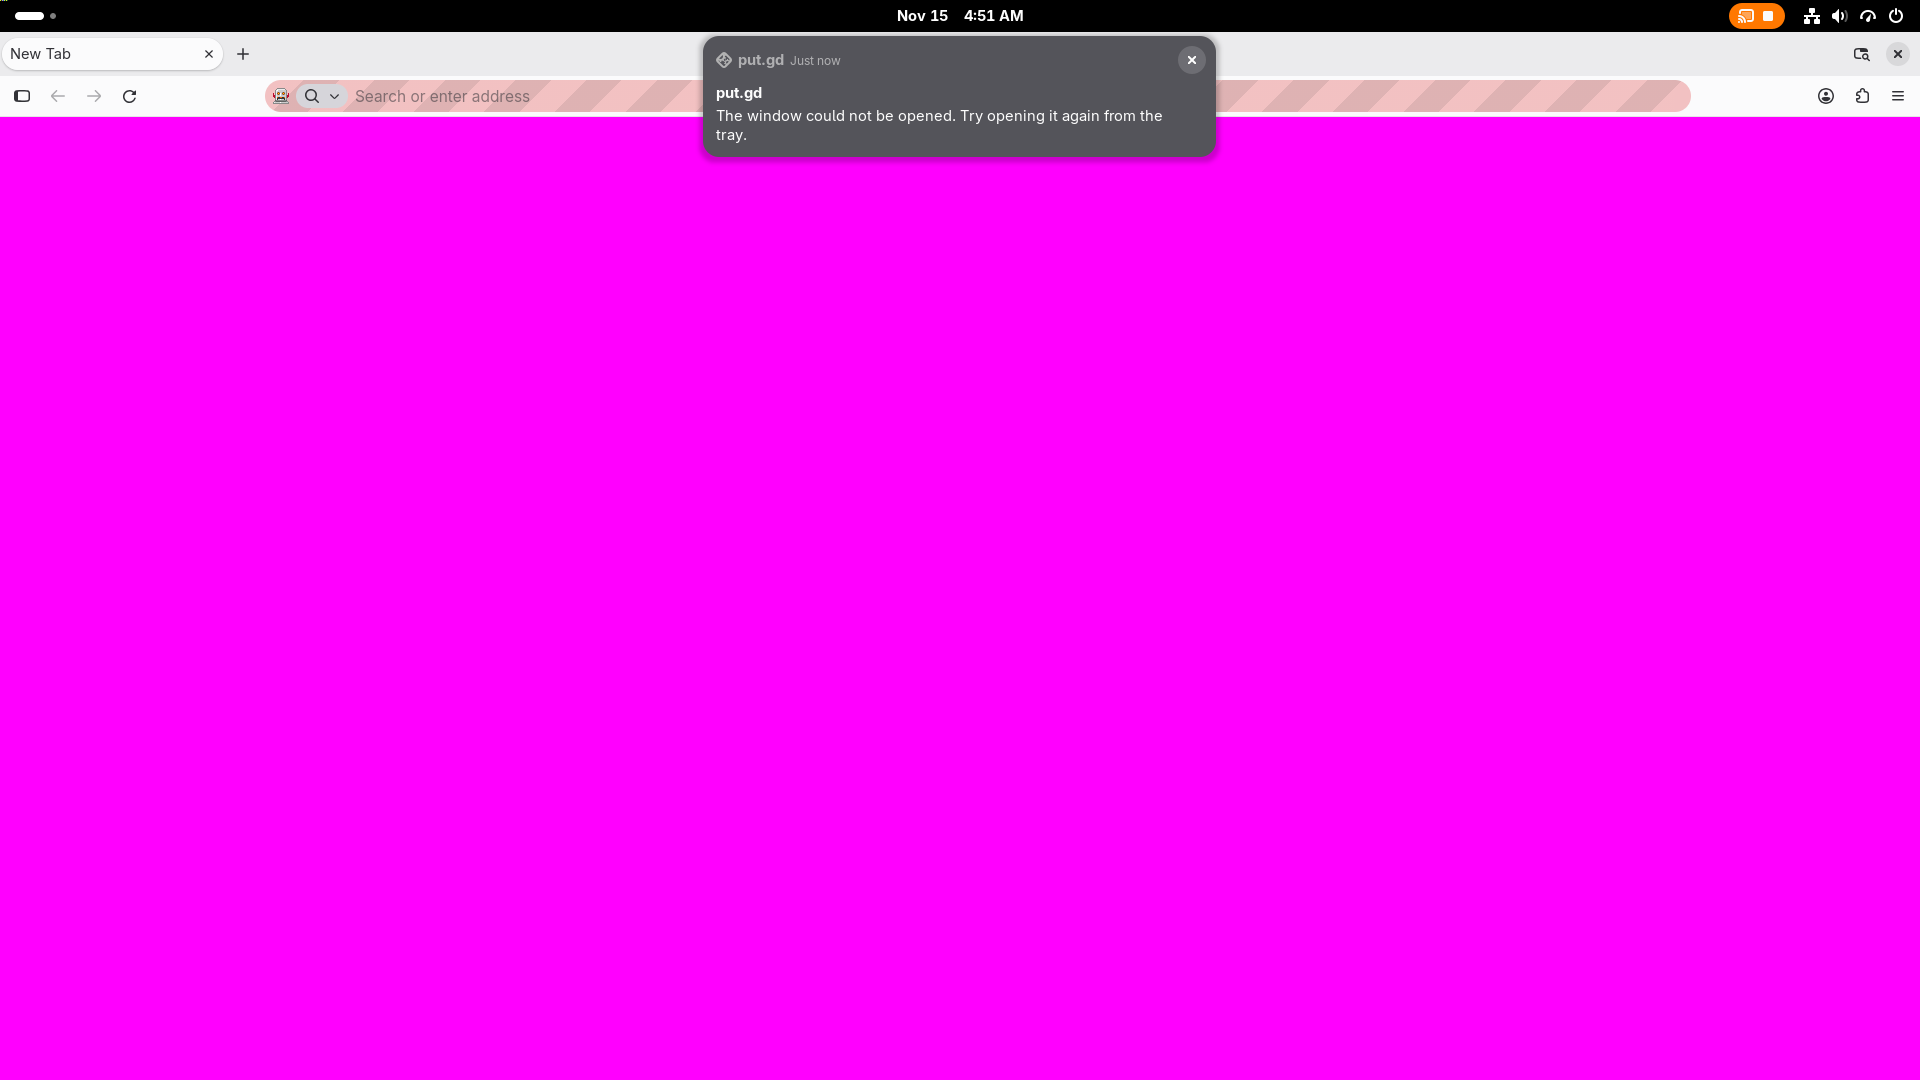 Nov 15 4:51 AM
New Tab
put.gd Just now
Search or enter address
put.gd
The window could not be opened. Try opening it again from the
tray.